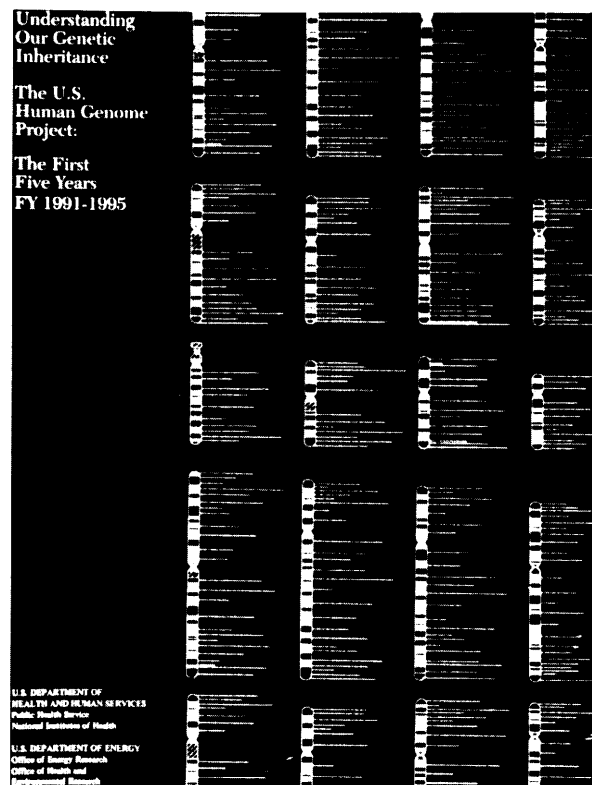 Understanding
Our Genetic
Inheritance
The U.S.
Human Genome
Project:
The First
Five Years
FY 1991-1995
U.S. DEPARTMENT OF
HEALTH AND HUMAN SERVICES
Public Health Service
National Institutes of Health
U.S. DEPARTMENT OF ENERGY
Office of Energy Research
Office of Health and
Environmental Research